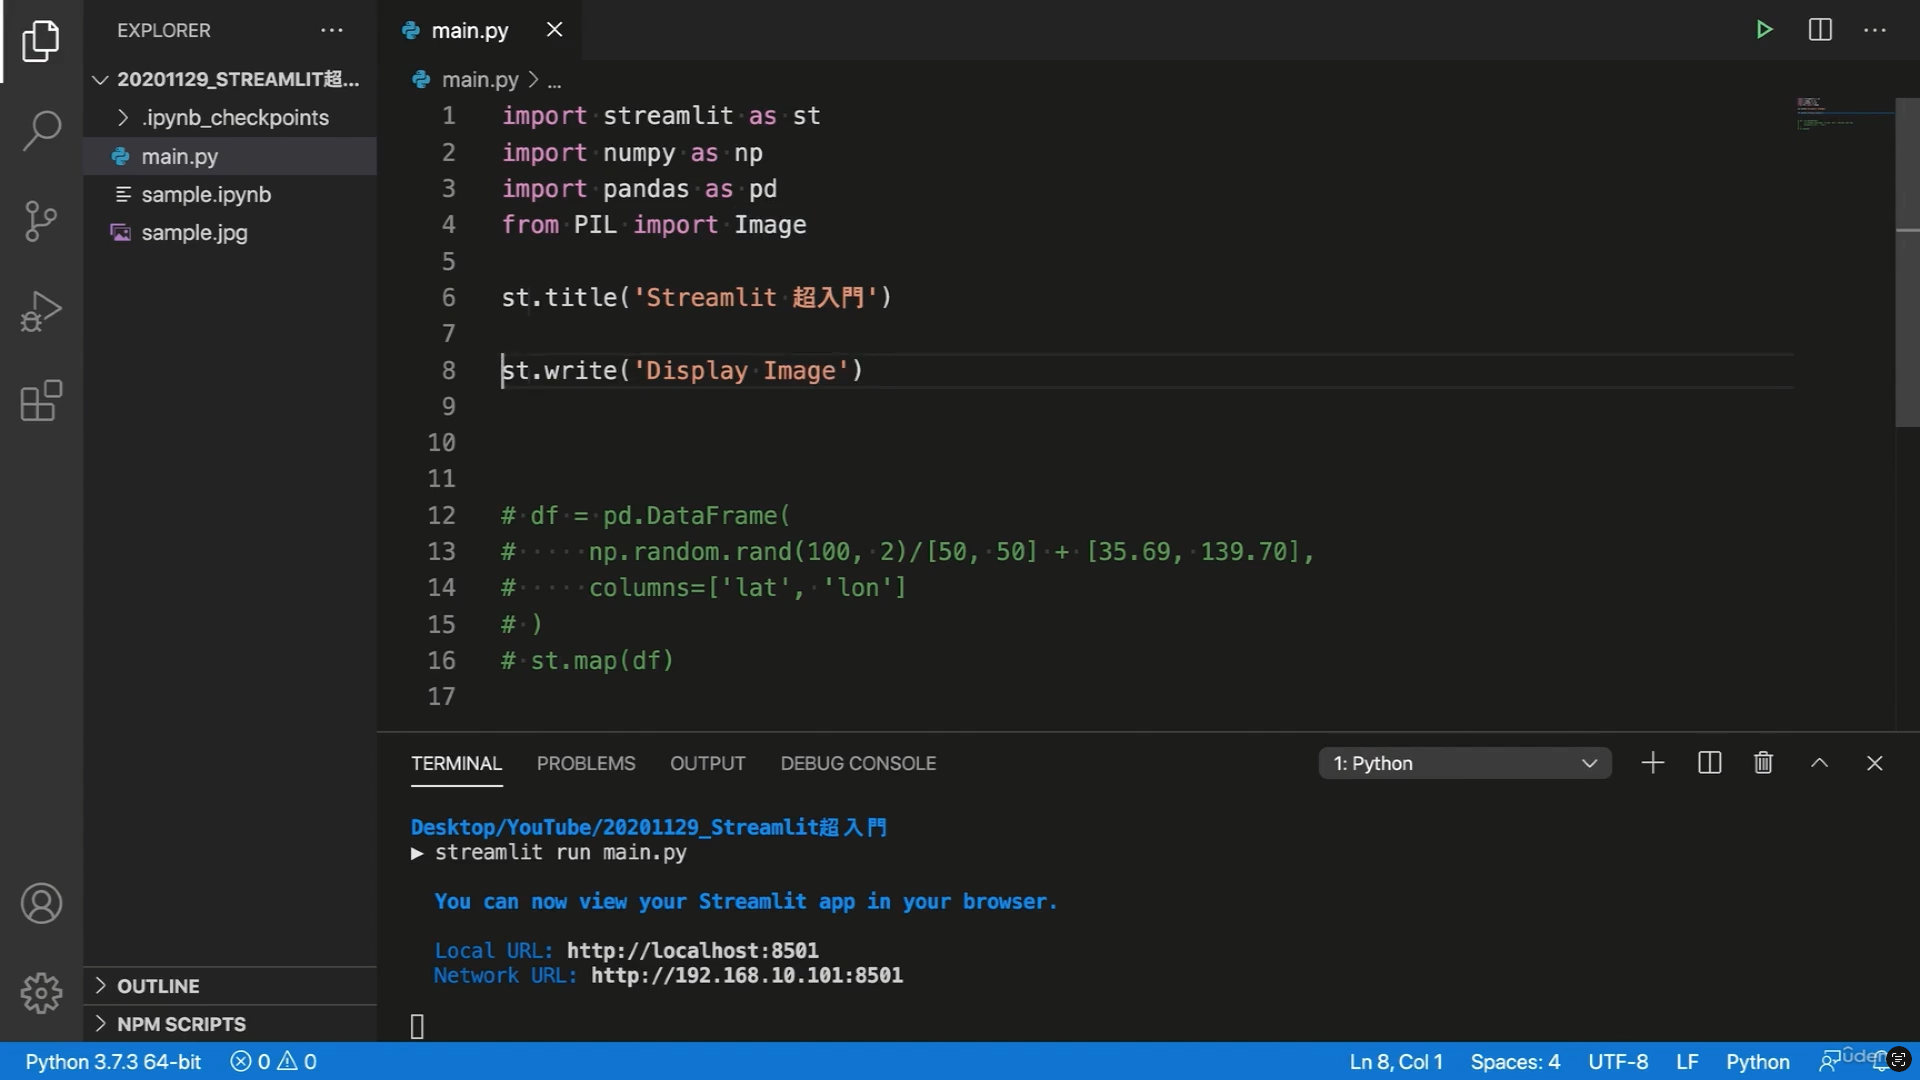 EXPLORER
main.py
20201129_STREAMLIT超...
.ipynb_checkpoints
main.py
sample.ipynb
sample.jpg
OUTLINE
NPM SCRIPTS
main.py > ...
1 import streamlit as st
2 import numpy as np
3 import pandas as pd
4 from PIL import Image
5
6 st.title('Streamlit 超入門')
7
8 st.write('Display Image')
9
10
11
12 # df = pd.DataFrame(
13 #     np.random.rand(100, 2)/[50, 50] + [35.69, 139.70],
14 #     columns=['lat', 'lon']
15 # )
16 # st.map(df)
17
TERMINAL PROBLEMS OUTPUT DEBUG CONSOLE
1: Python
Desktop/YouTube/20201129_Streamlit超入門
▶ streamlit run main.py
You can now view your Streamlit app in your browser.
Local URL: http://localhost:8501
Network URL: http://192.168.10.101:8501
Python 3.7.3 64-bit 0 0 Ln 8, Col 1 Spaces: 4 UTF-8 LF Python